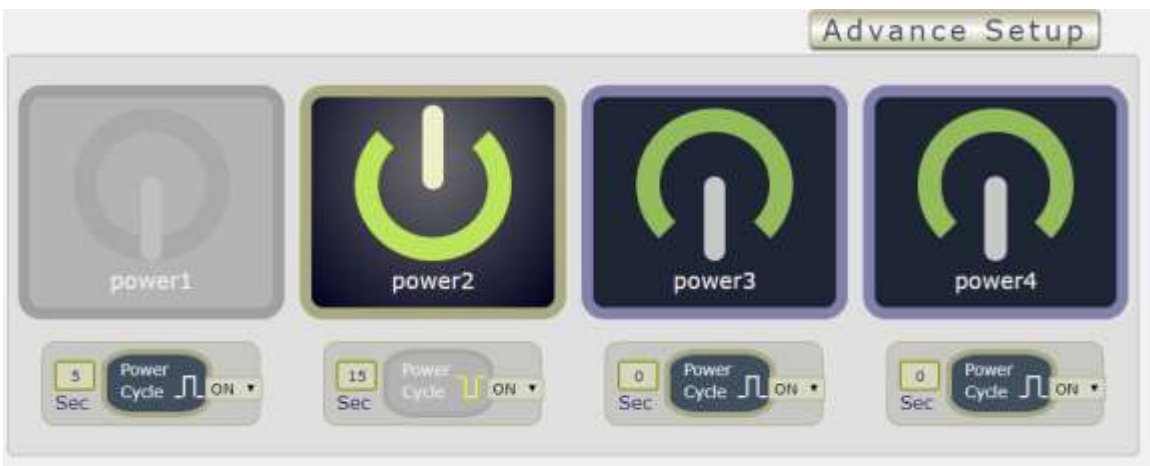 Advance Setup
power1 power2 power3 power4
5 Power Cycle ON Sec
15 Power Cycle ON Sec
0 Power Cycle ON Sec
0 Power Cycle ON Sec